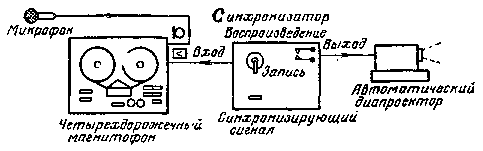 Синхронизатор
Микрофон
Воспроизведение
Вход
Выход
Запись
Четырехдорожечный
магнитофон
Синхронизирующий
сигнал
Автоматический
диапроектор